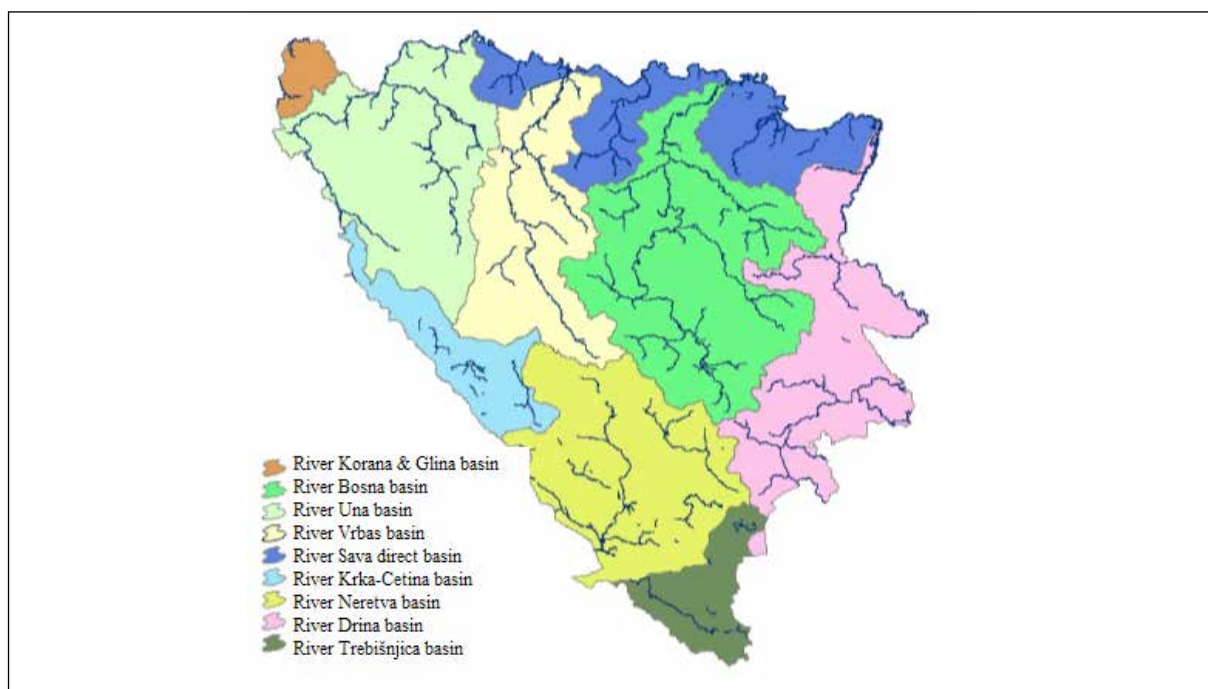 River Korana & Glina basin
River Bosna basin
River Una basin
River Vrbas basin
River Sava direct basin
River Krka-Cetina basin
River Neretva basin
River Drina basin
River Trebišnjica basin